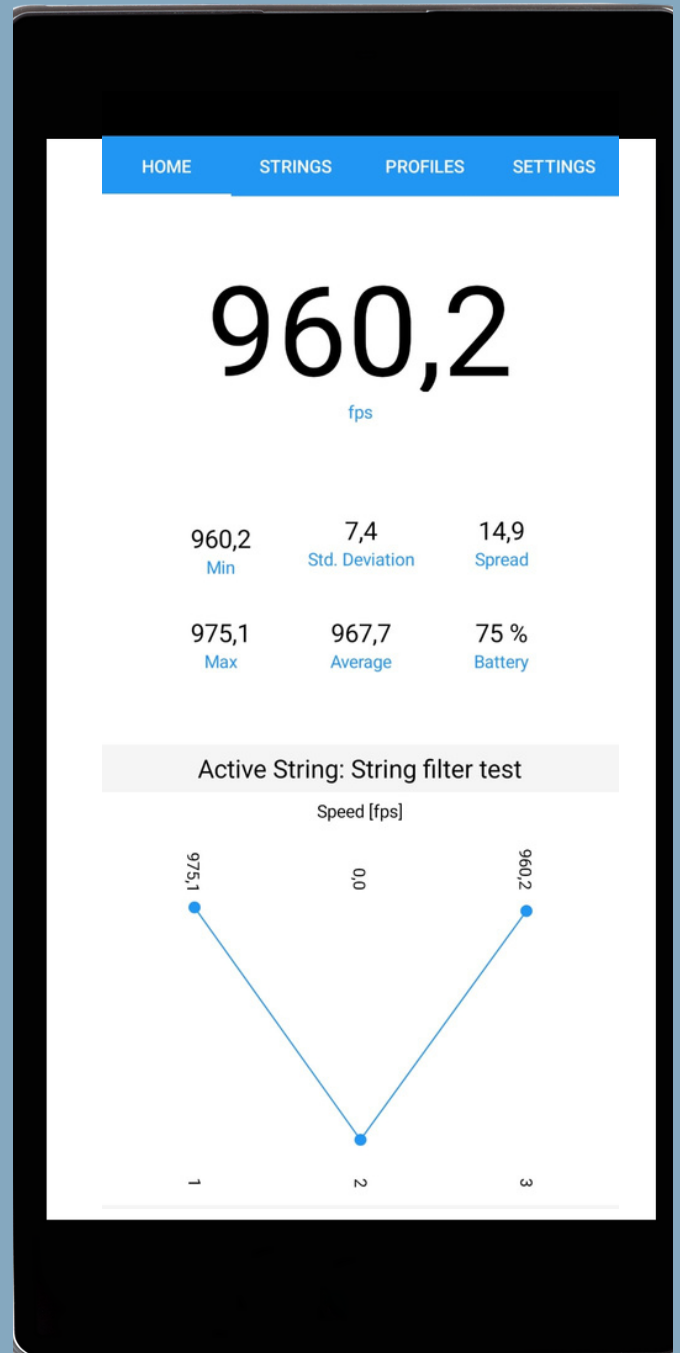 HOME STRINGS PROFILES SETTINGS
960,2
fps
960,2 7,4 14,9
Min Std. Deviation Spread
975,1 967,7 75 %
Max Average Battery
Active String: String filter test
Speed [fps]
975,1 0,0 960,2
1 2 3